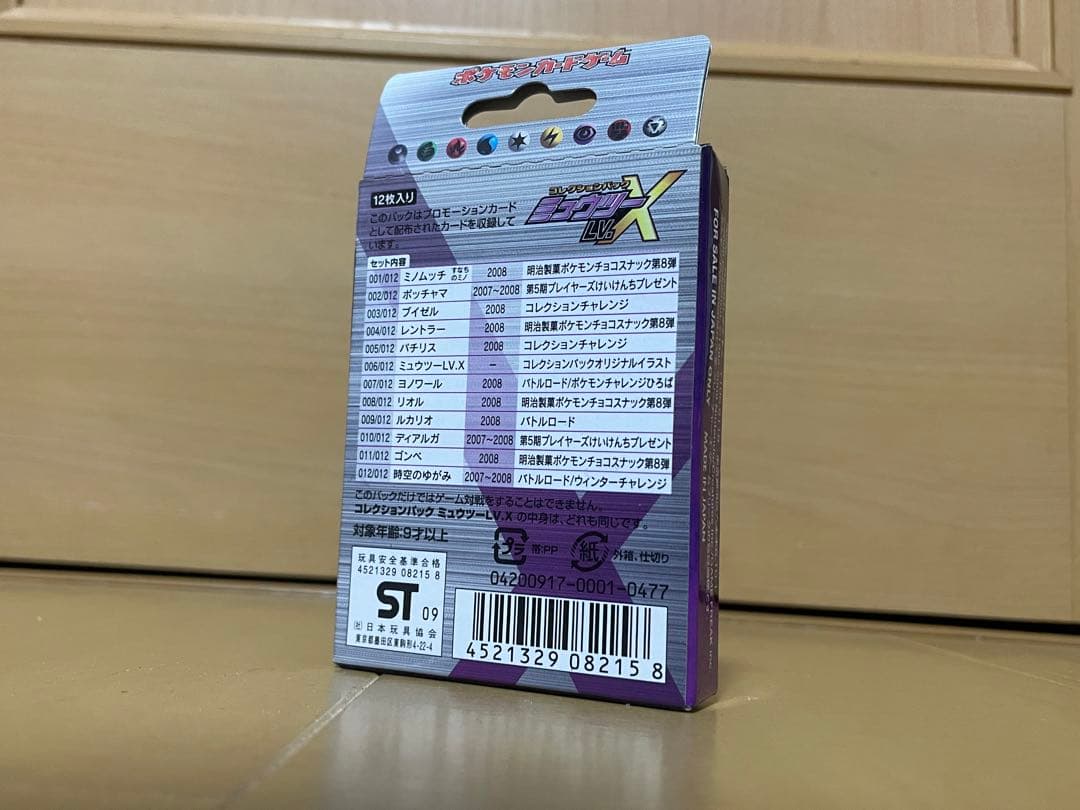 ポケモンカードゲーム
12枚入り
コレクションパック
ミュウツー
LV.X
このパックはプロモーションカード
として配布されたカードを収録して
います。
セット内容
001/012 ミノムッチ すなちのミノ 2008 明治製菓ポケモンチョコスナック第8弾
002/012 ポッチャマ 2007～2008 第5期プレイヤーズけいけんちプレゼント
003/012 ブイゼル 2008 コレクションチャレンジ
004/012 レントラー 2008 明治製菓ポケモンチョコスナック第8弾
005/012 パチリス 2008 コレクションチャレンジ
006/012 ミュウツーLV.X － コレクションパックオリジナルイラスト
007/012 ヨノワール 2008 バトルロード/ポケモンチャレンジひろば
008/012 リオル 2008 明治製菓ポケモンチョコスナック第8弾
009/012 ルカリオ 2008 バトルロード
010/012 ディアルガ 2007～2008 第5期プレイヤーズけいけんちプレゼント
011/012 ゴンベ 2008 明治製菓ポケモンチョコスナック第8弾
012/012 時空のゆがみ 2007～2008 バトルロード/ウィンターチャレンジ
このパックだけではゲーム対戦をすることはできません。
コレクションパック ミュウツーLV.X の中身は、どれも同じです。
対象年齢:9才以上
プラ 帯:PP 紙 外箱、仕切り
04200917-0001-0477
玩具安全基準合格
4521329 08215 8
ST 09
(社)日本玩具協会
東京都墨田区東駒形4-22-4
4 521329 08215 8
FOR SALE IN JAPAN ONLY
MADE IN JAPAN